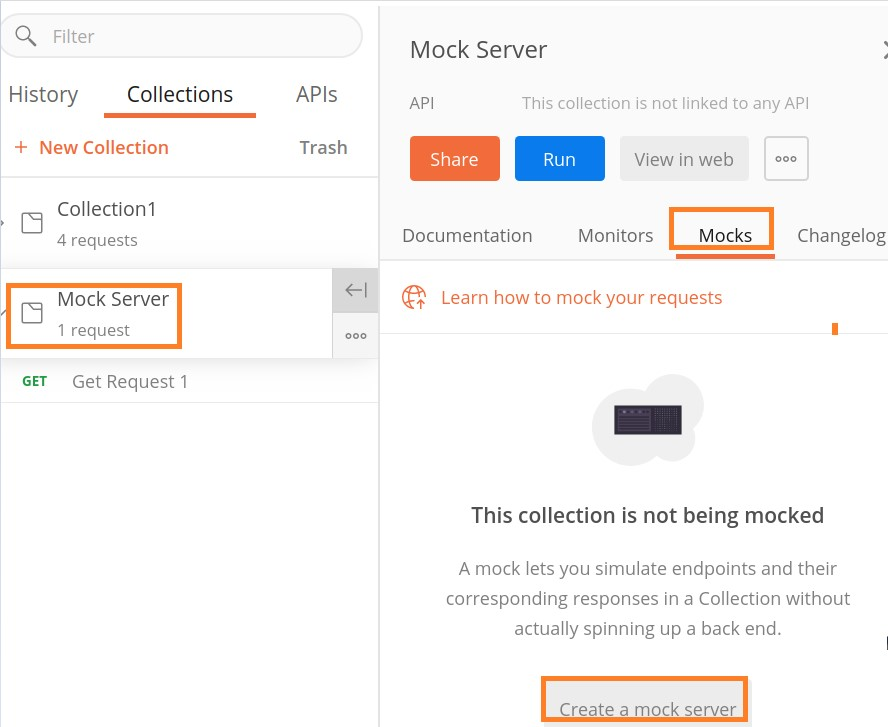 Filter
History Collections APIs
+ New Collection Trash
Collection1
4 requests
Mock Server
1 request
GET Get Request 1
Mock Server
API This collection is not linked to any API
Share Run View in web
Documentation Monitors Mocks Changelog
Learn how to mock your requests
This collection is not being mocked
A mock lets you simulate endpoints and their
corresponding responses in a Collection without
actually spinning up a back end.
Create a mock server